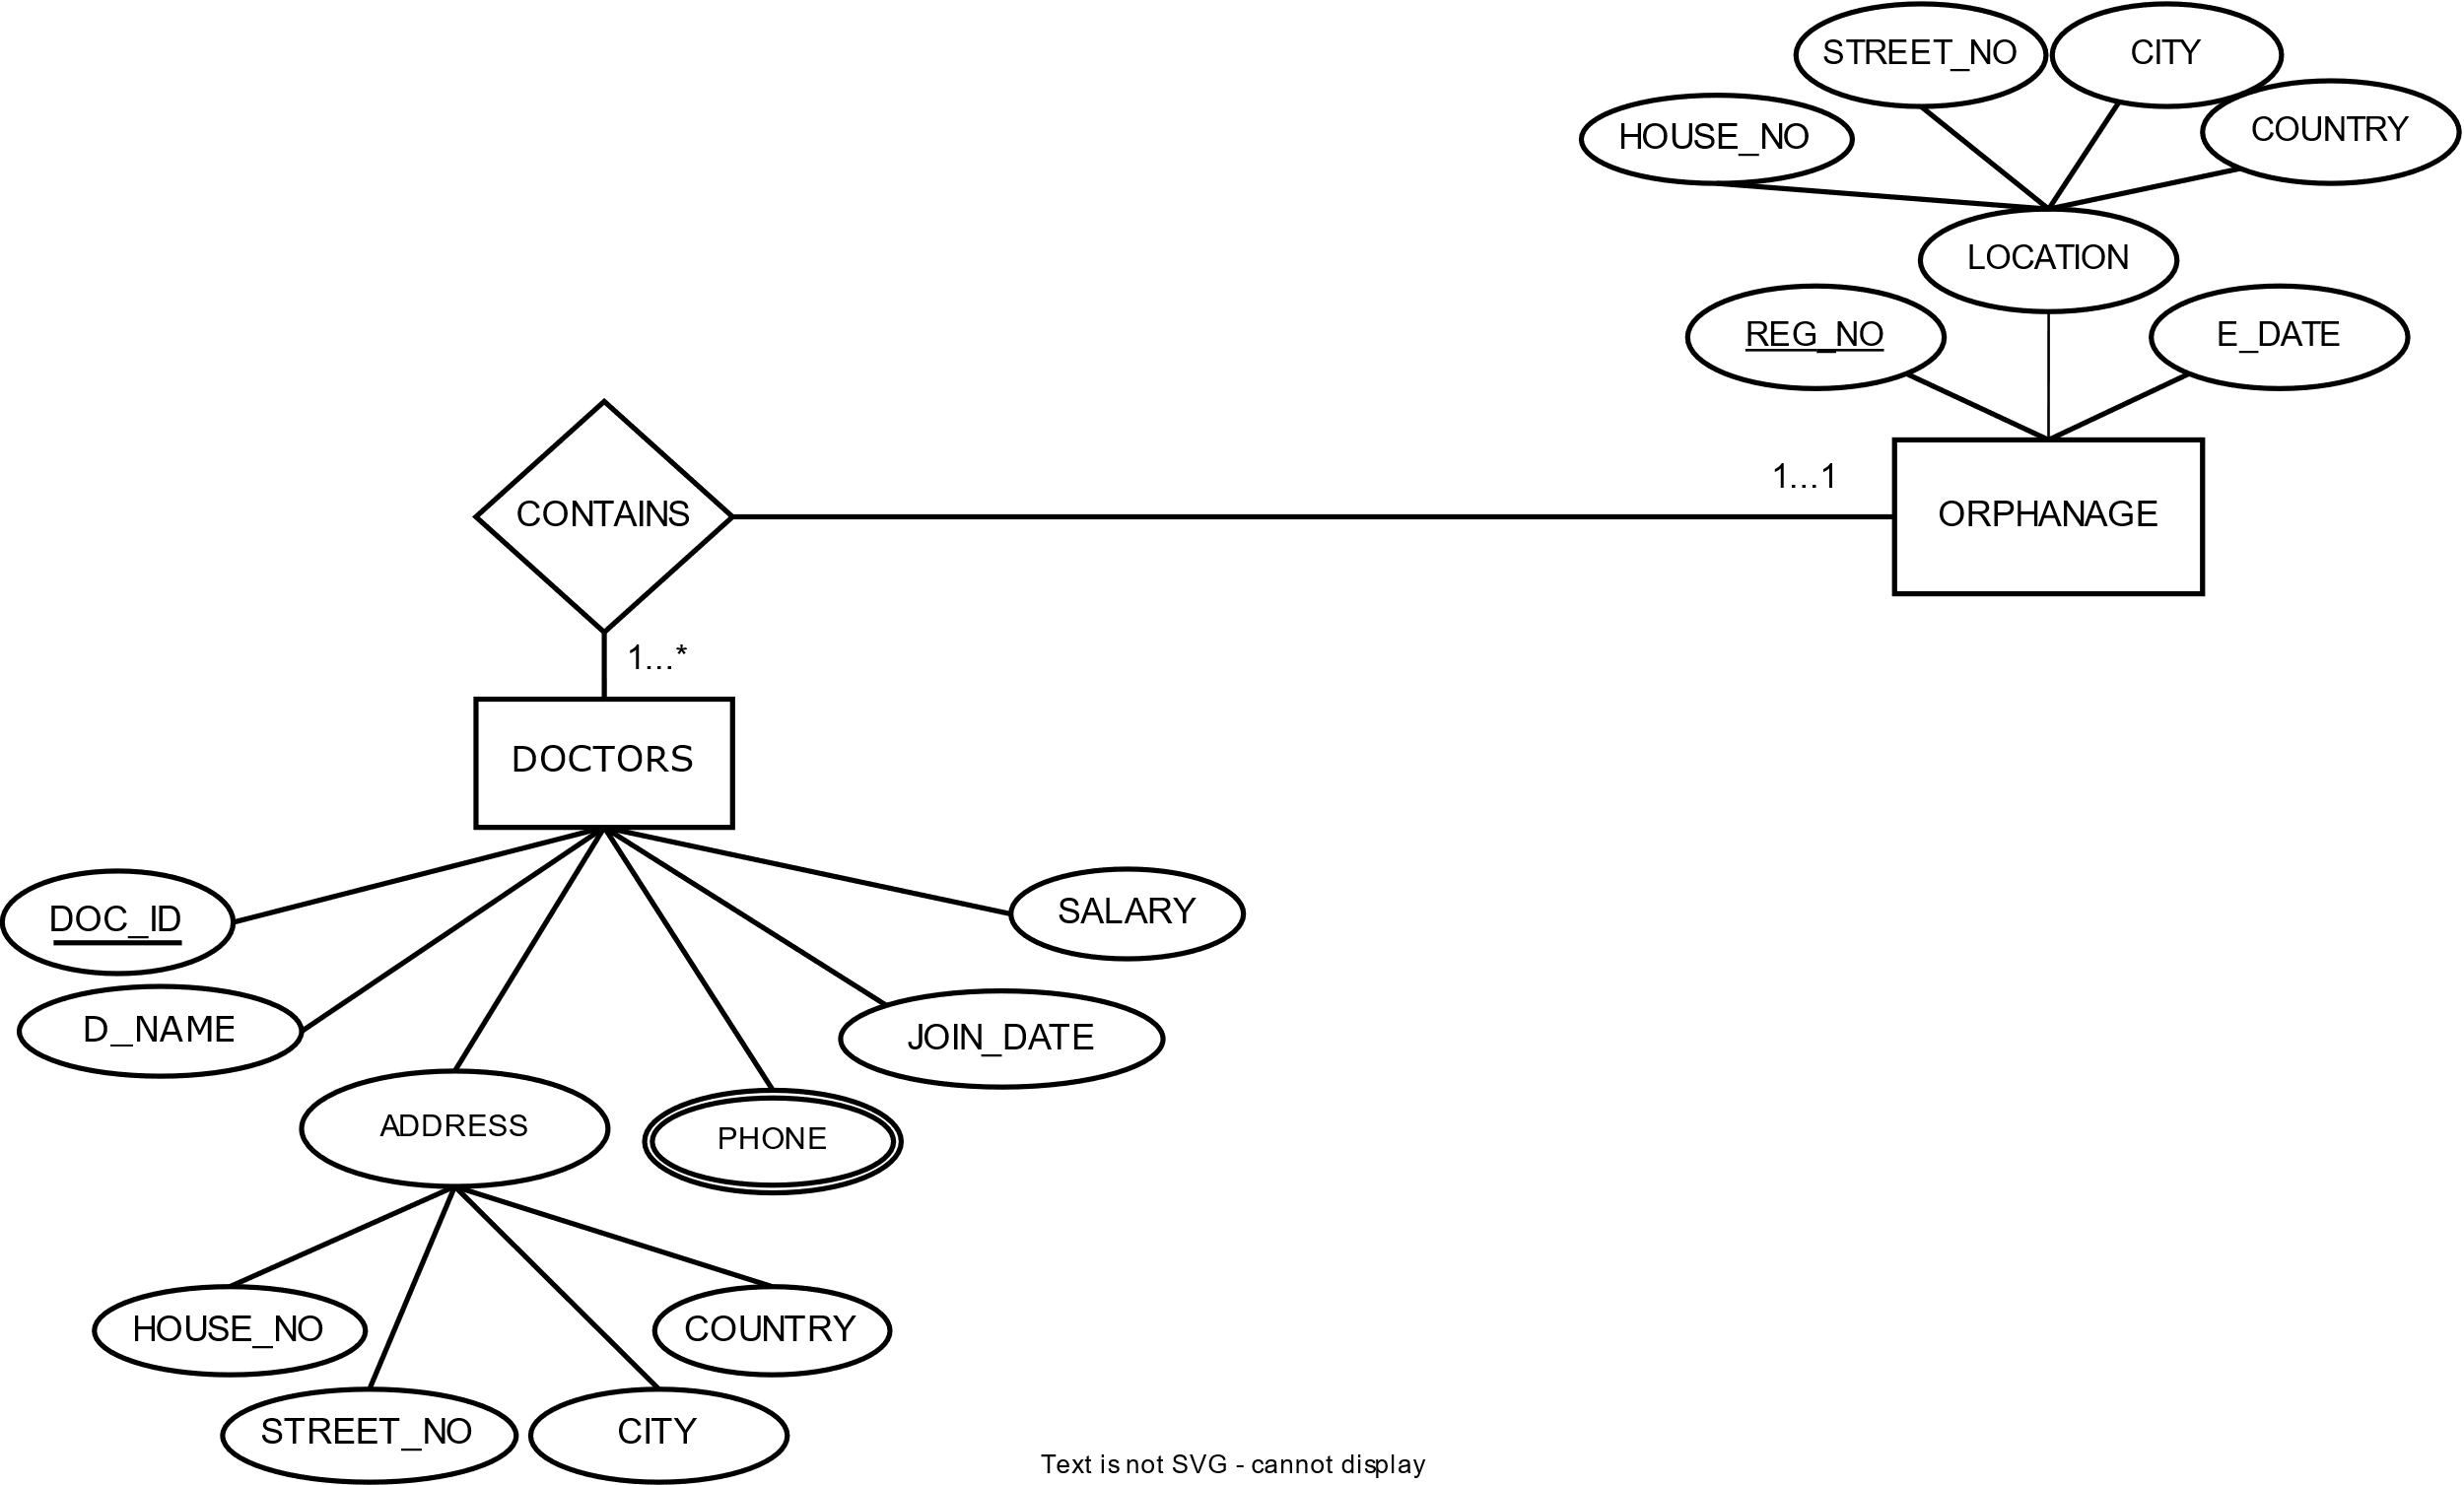 STREET_NO
CITY
HOUSE_NO
COUNTRY
LOCATION
REG_NO
E_DATE
1...1
CONTAINS
ORPHANAGE
1...*
DOCTORS
DOC_ID
SALARY
D_NAME
JOIN_DATE
ADDRESS
PHONE
HOUSE_NO
COUNTRY
STREET_NO
CITY
Text is not SVG - cannot display